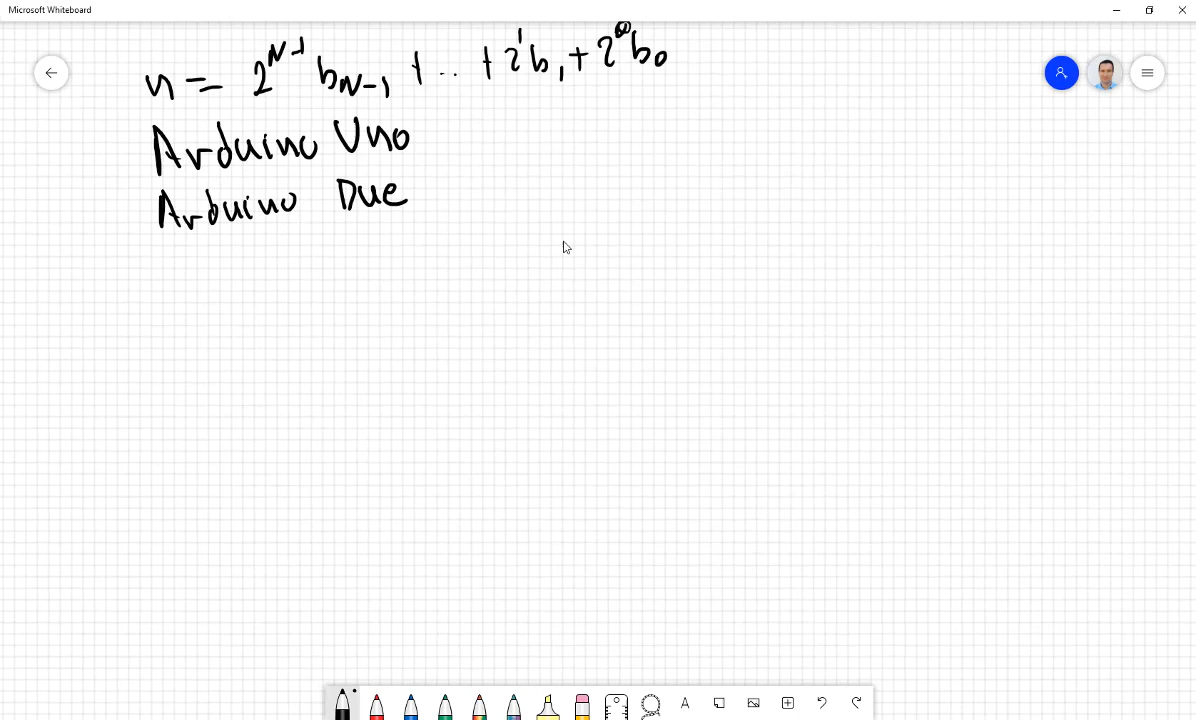 Microsoft Whiteboard
n = 2^{N-1} b_{N-1} + .. + 2^1 b_1 + 2^0 b_0
Arduino Uno
Arduino Due
A